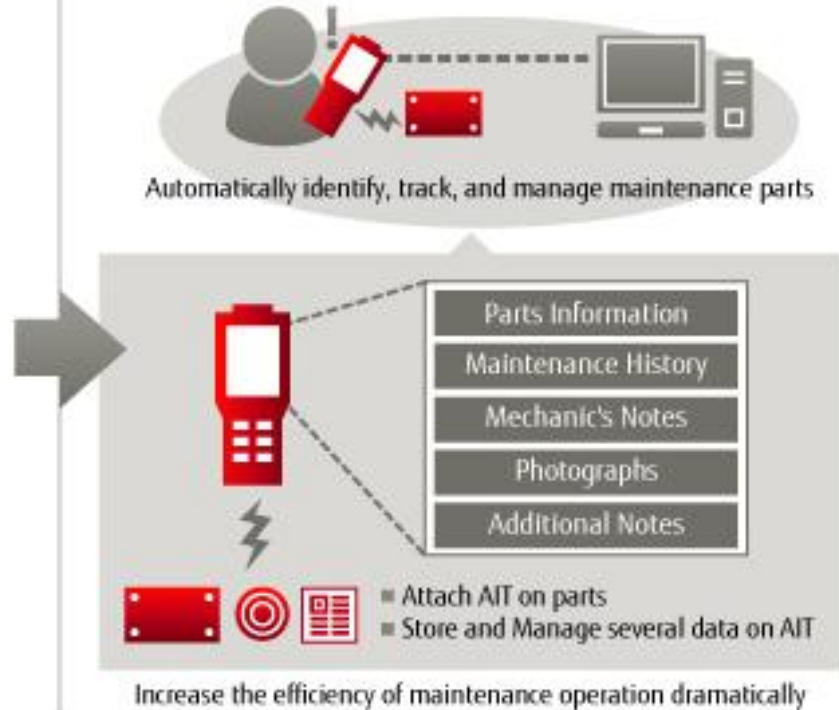 Automatically identify, track, and manage maintenance parts
Parts Information
Maintenance History
Mechanic's Notes
Photographs
Additional Notes
■ Attach AIT on parts
■ Store and Manage several data on AIT
Increase the efficiency of maintenance operation dramatically